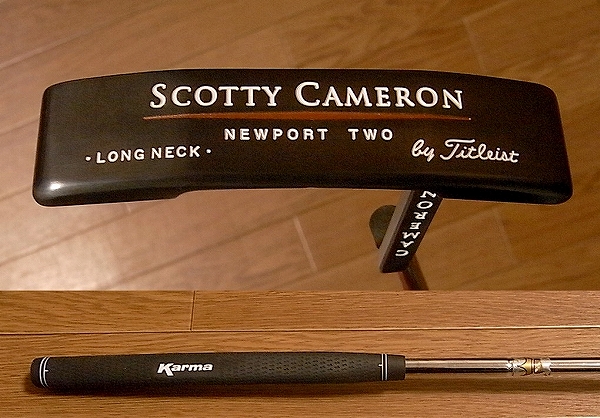 SCOTTY CAMERON
NEWPORT TWO
· LONG NECK ·
by Titleist
CAMERON
Karma